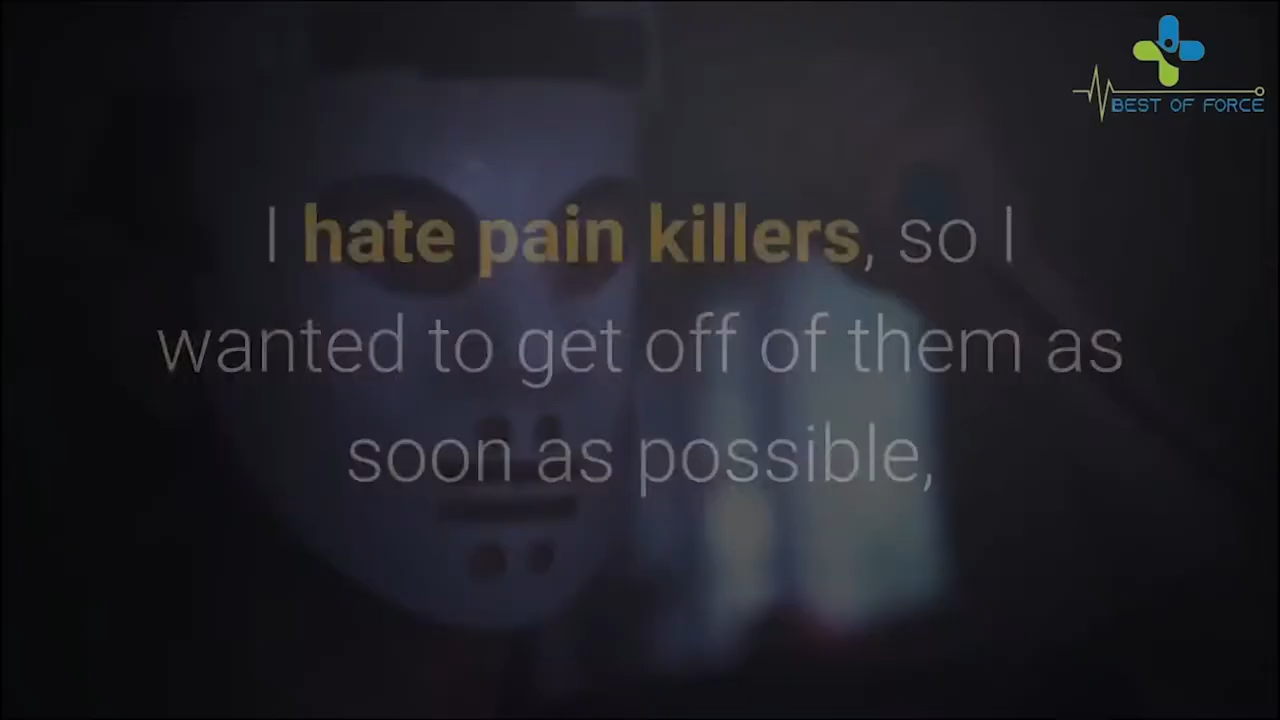 BEST OF FORCE
I hate pain killers, so I
wanted to get off of them as
soon as possible,